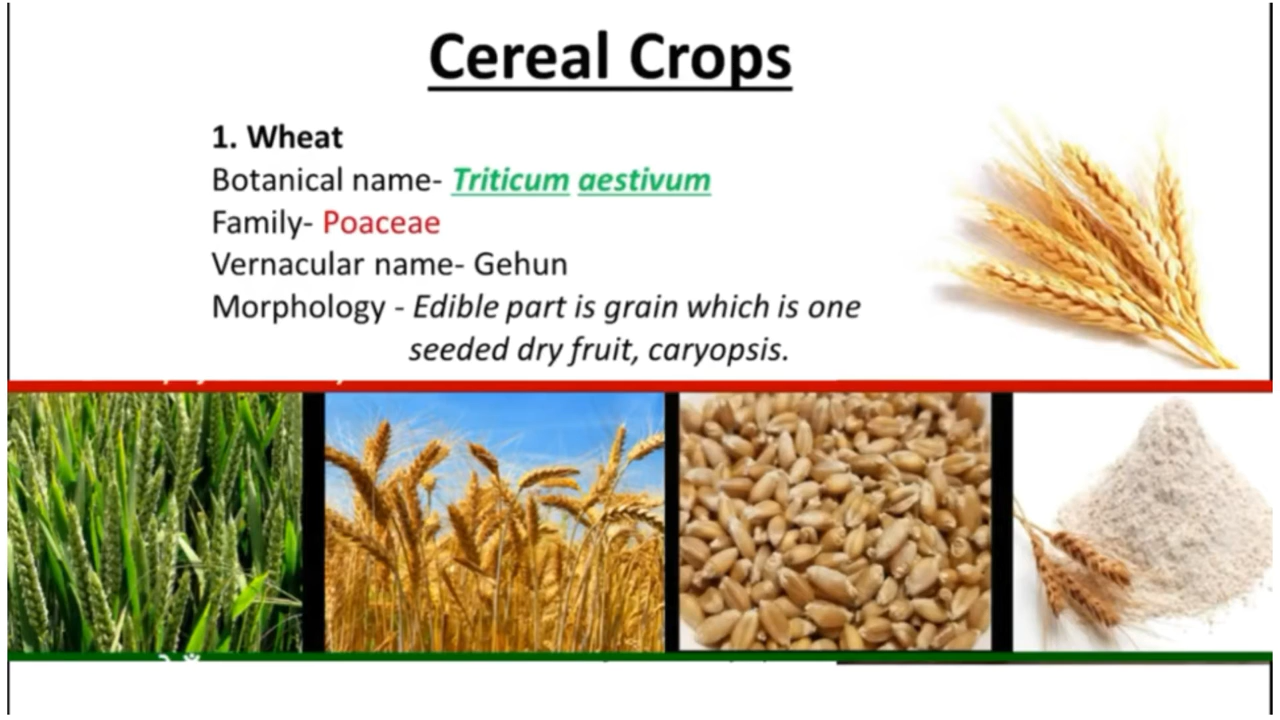 Cereal Crops
1. Wheat
Botanical name- Triticum aestivum
Family- Poaceae
Vernacular name- Gehun
Morphology - Edible part is grain which is one
seeded dry fruit, caryopsis.